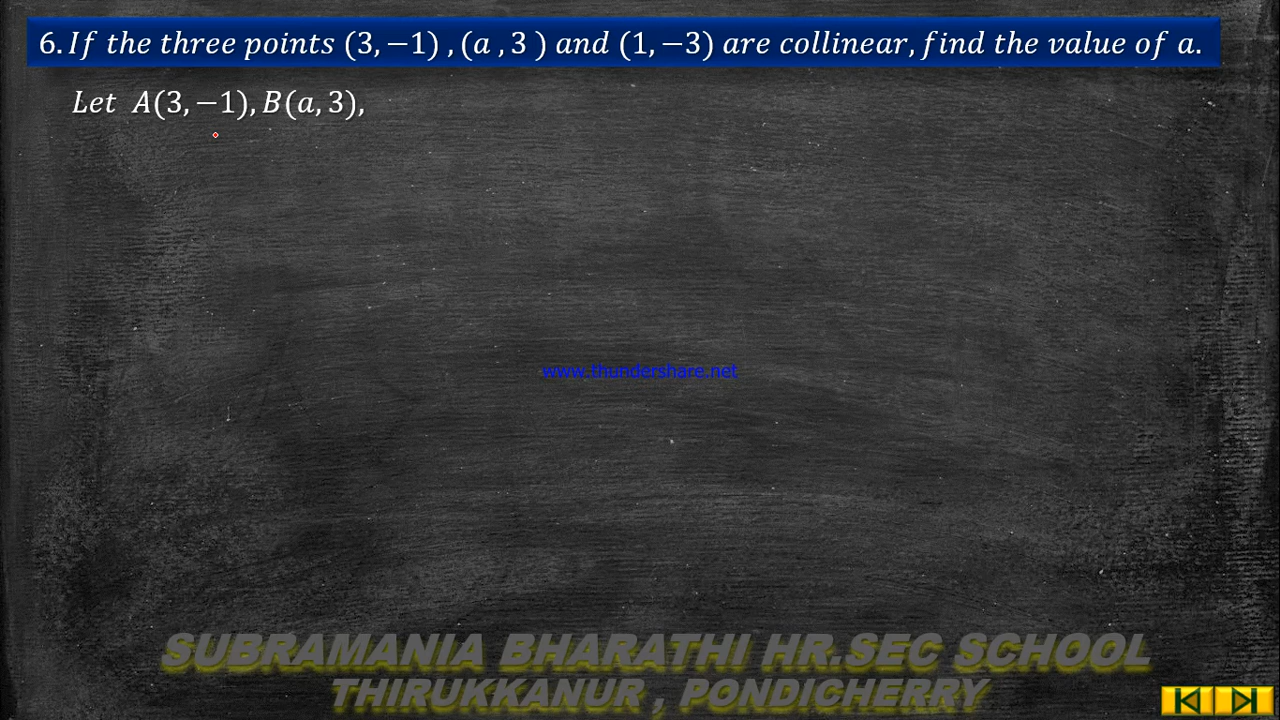 6. If the three points (3, −1) , (a , 3 ) and (1, −3) are collinear, find the value of a.
Let A(3, −1), B(a, 3),
www.thundershare.net
SUBRAMANIA BHARATHI HR.SEC SCHOOL
THIRUKKANUR , PONDICHERRY